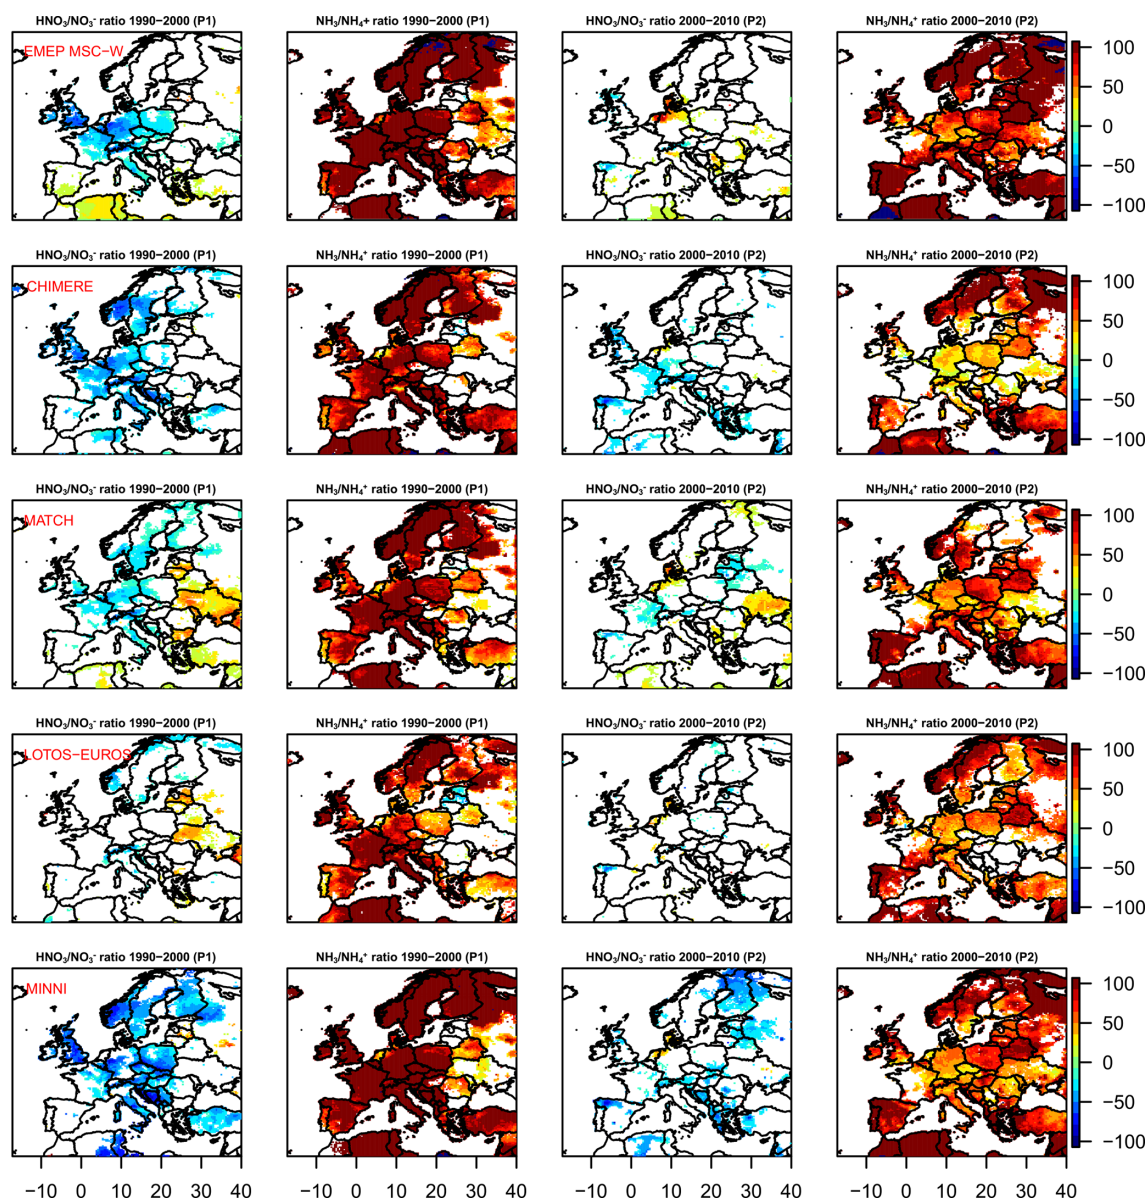 HNO₃/NO₃⁻ ratio 1990−2000 (P1) NH₃/NH₄+ ratio 1990−2000 (P1) HNO₃/NO₃⁻ ratio 2000−2010 (P2) NH₃/NH₄⁺ ratio 2000−2010 (P2)
EMEP MSC−W
100
50
0
−50
−100
HNO₃/NO₃⁻ ratio 1990−2000 (P1) NH₃/NH₄⁺ ratio 1990−2000 (P1) HNO₃/NO₃⁻ ratio 2000−2010 (P2) NH₃/NH₄⁺ ratio 2000−2010 (P2)
CHIMERE
100
50
0
−50
−100
HNO₃/NO₃⁻ ratio 1990−2000 (P1) NH₃/NH₄⁺ ratio 1990−2000 (P1) HNO₃/NO₃⁻ ratio 2000−2010 (P2) NH₃/NH₄⁺ ratio 2000−2010 (P2)
MATCH
100
50
0
−50
−100
HNO₃/NO₃⁻ ratio 1990−2000 (P1) NH₃/NH₄⁺ ratio 1990−2000 (P1) HNO₃/NO₃⁻ ratio 2000−2010 (P2) NH₃/NH₄⁺ ratio 2000−2010 (P2)
LOTOS−EUROS
100
50
0
−50
−100
HNO₃/NO₃⁻ ratio 1990−2000 (P1) NH₃/NH₄⁺ ratio 1990−2000 (P1) HNO₃/NO₃⁻ ratio 2000−2010 (P2) NH₃/NH₄⁺ ratio 2000−2010 (P2)
MINNI
100
50
0
−50
−100
−10 0 10 20 30 40 −10 0 10 20 30 40 −10 0 10 20 30 40 −10 0 10 20 30 40